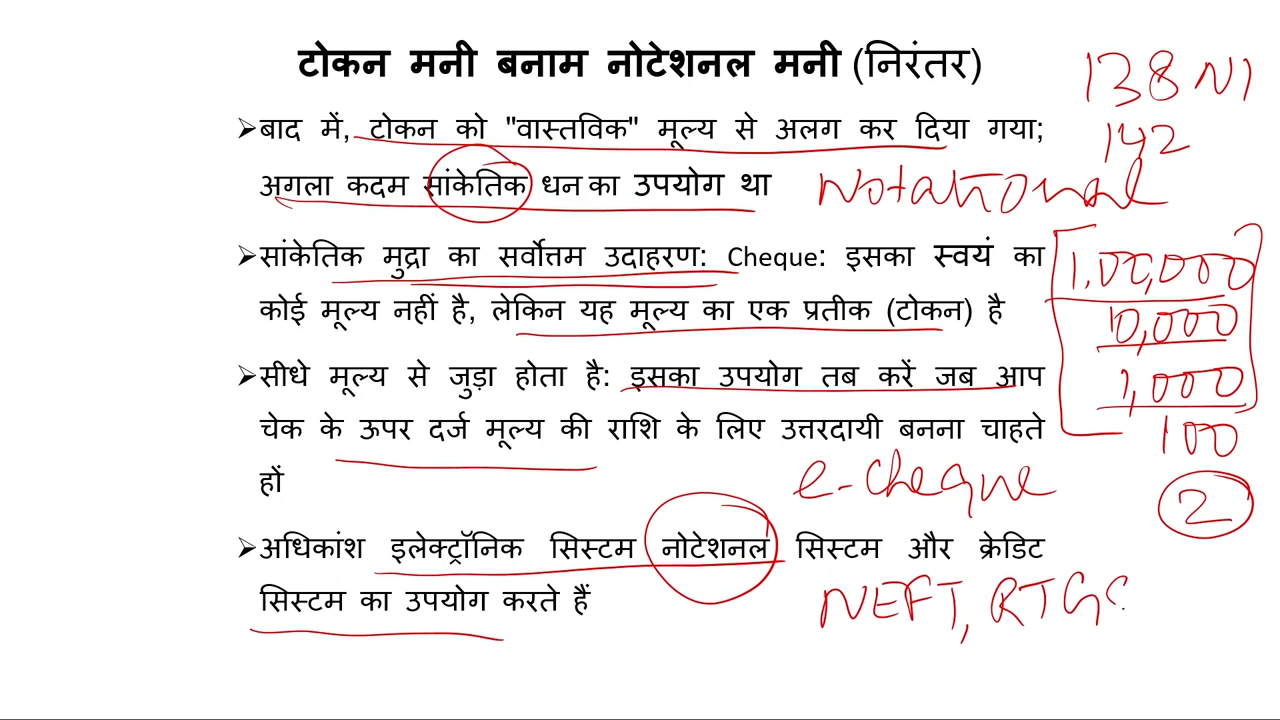 टोकन मनी बनाम नोटेशनल मनी (निरंतर)
138 NI
142
➢बाद में, टोकन को "वास्तविक" मूल्य से अलग कर दिया गया;
अगला कदम सांकेतिक धन का उपयोग था
Notational
➢सांकेतिक मुद्रा का सर्वोत्तम उदाहरण: Cheque: इसका स्वयं का
कोई मूल्य नहीं है, लेकिन यह मूल्य का एक प्रतीक (टोकन) है
1,00,000
10,000
1,000
100
2
➢सीधे मूल्य से जुड़ा होता है: इसका उपयोग तब करें जब आप
चेक के ऊपर दर्ज मूल्य की राशि के लिए उत्तरदायी बनना चाहते
हों
e-cheque
➢अधिकांश इलेक्ट्रॉनिक सिस्टम नोटेशनल सिस्टम और क्रेडिट
सिस्टम का उपयोग करते हैं
NEFT, RTGS